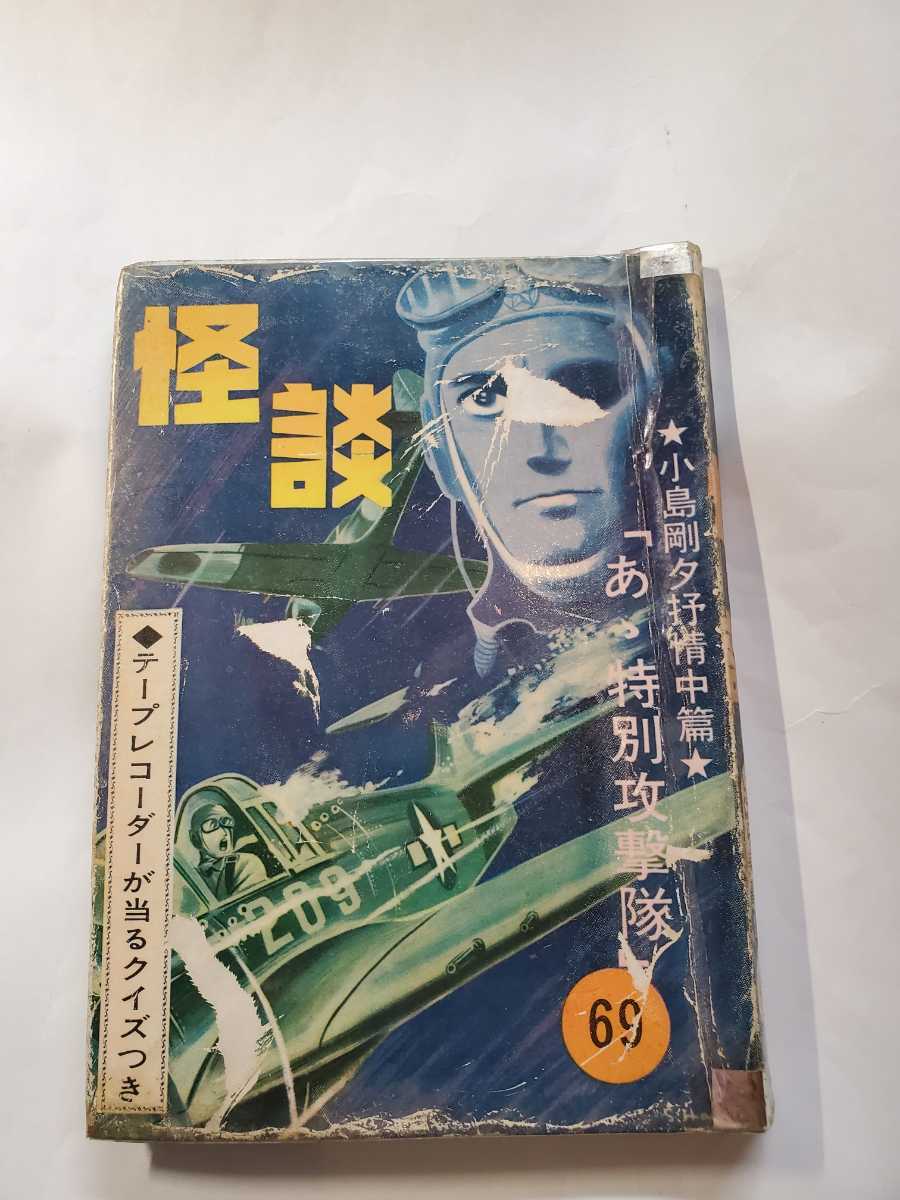 怪談
★小島剛夕抒情中篇★
「あゝ特別攻撃隊」
◆テープレコーダーが当るクイズつき
209
69